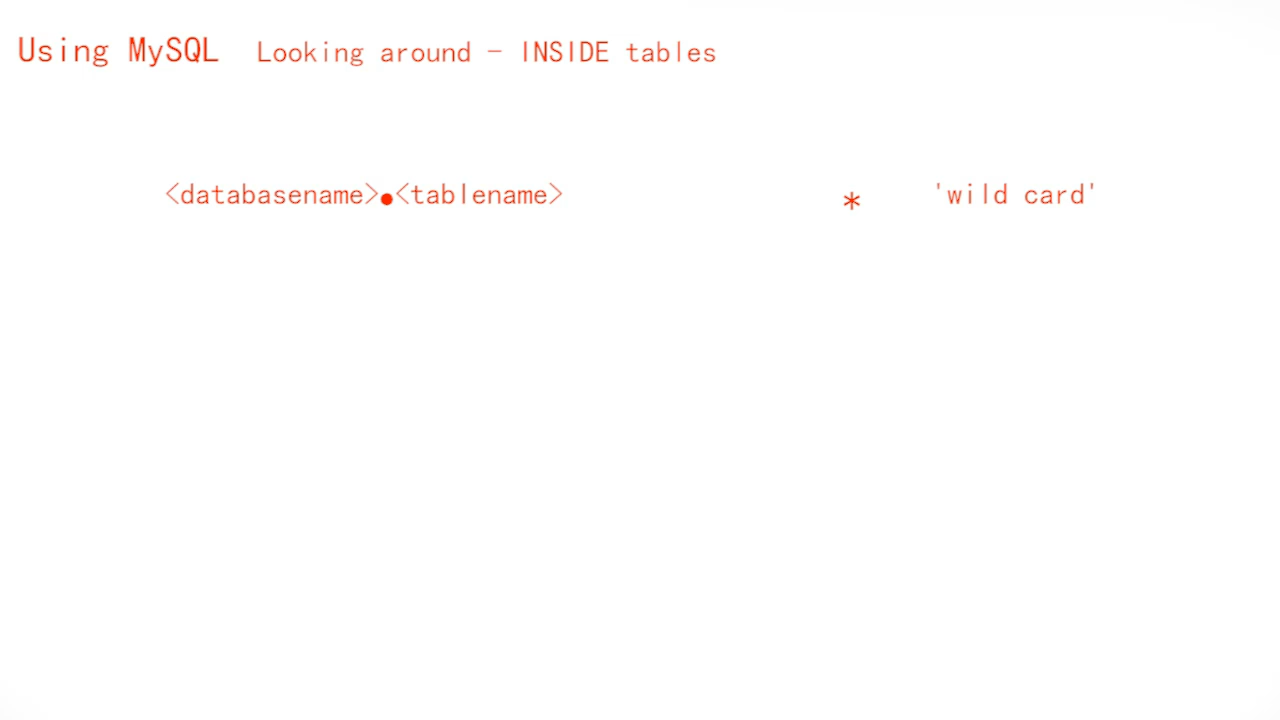 Using MySQL Looking around - INSIDE tables
<databasename>.<tablename> * 'wild card'